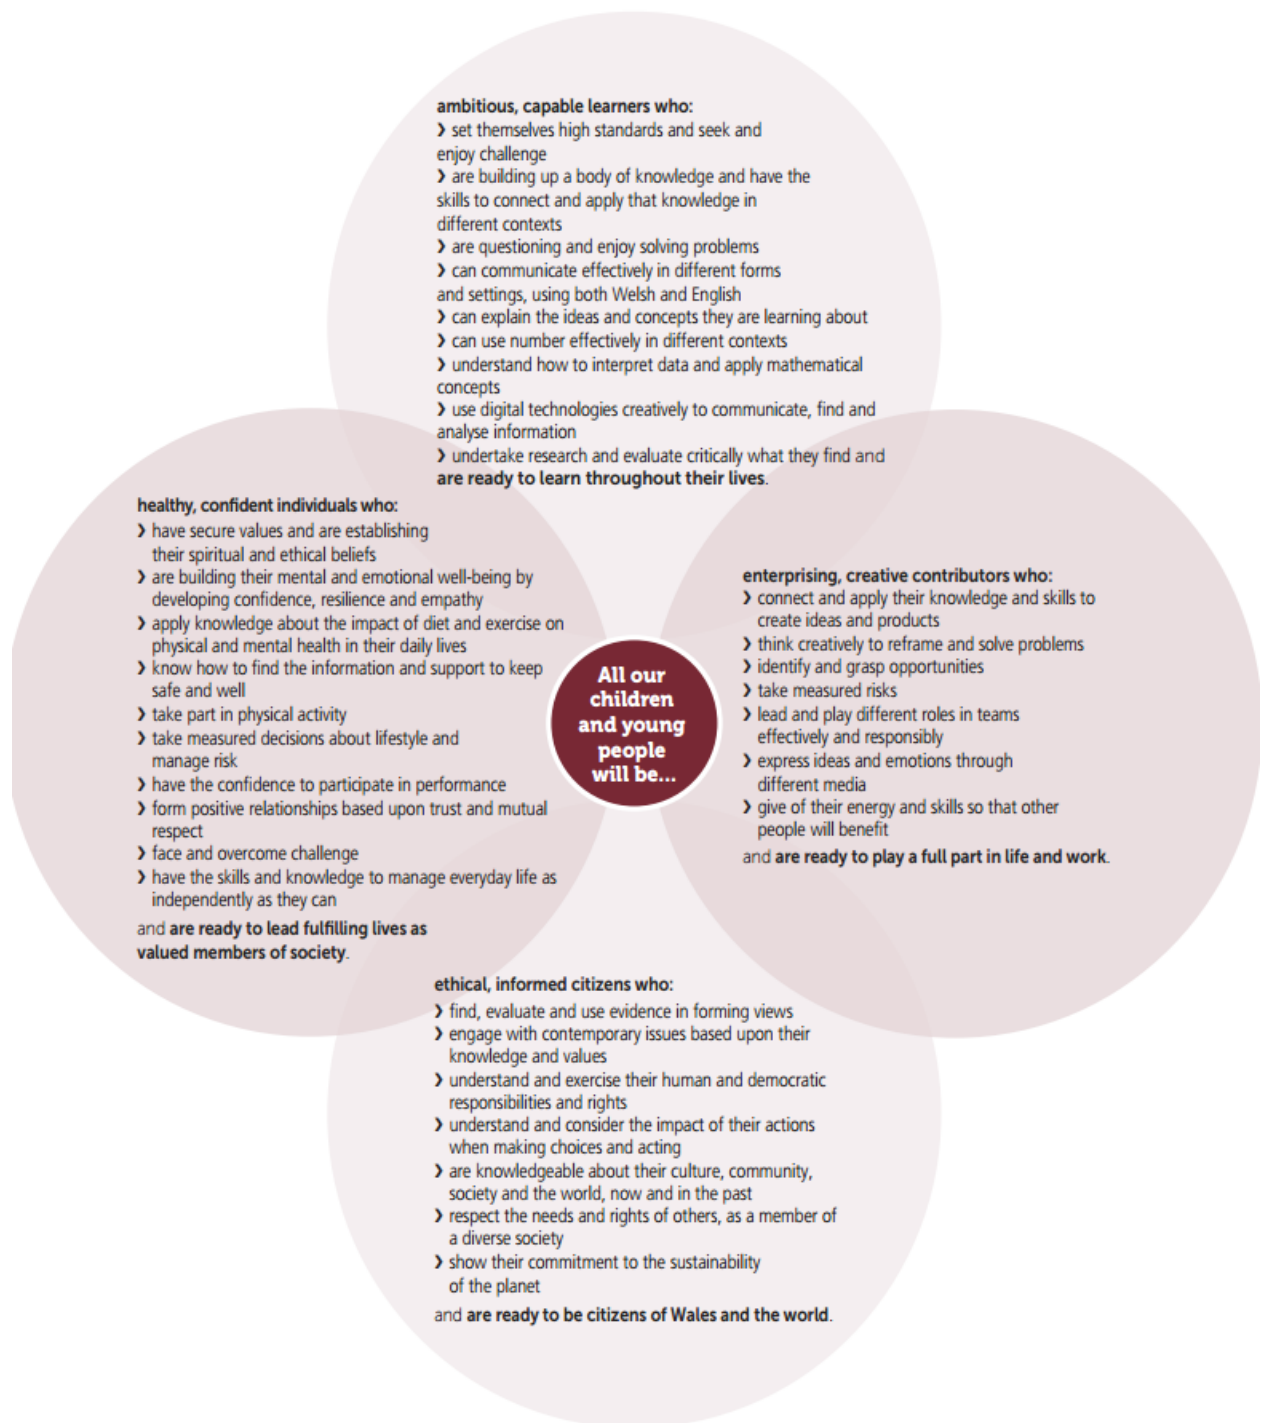 ambitious, capable learners who:
❯ set themselves high standards and seek and
enjoy challenge
❯ are building up a body of knowledge and have the
skills to connect and apply that knowledge in
different contexts
❯ are questioning and enjoy solving problems
❯ can communicate effectively in different forms
and settings, using both Welsh and English
❯ can explain the ideas and concepts they are learning about
❯ can use number effectively in different contexts
❯ understand how to interpret data and apply mathematical
concepts
❯ use digital technologies creatively to communicate, find and
analyse information
❯ undertake research and evaluate critically what they find and
are ready to learn throughout their lives.
healthy, confident individuals who:
❯ have secure values and are establishing
their spiritual and ethical beliefs
❯ are building their mental and emotional well-being by
developing confidence, resilience and empathy
❯ apply knowledge about the impact of diet and exercise on
physical and mental health in their daily lives
❯ know how to find the information and support to keep
safe and well
❯ take part in physical activity
❯ take measured decisions about lifestyle and
manage risk
❯ have the confidence to participate in performance
❯ form positive relationships based upon trust and mutual
respect
❯ face and overcome challenge
❯ have the skills and knowledge to manage everyday life as
independently as they can
and are ready to lead fulfilling lives as
valued members of society.
All our
children
and young
people
will be...
enterprising, creative contributors who:
❯ connect and apply their knowledge and skills to
create ideas and products
❯ think creatively to reframe and solve problems
❯ identify and grasp opportunities
❯ take measured risks
❯ lead and play different roles in teams
effectively and responsibly
❯ express ideas and emotions through
different media
❯ give of their energy and skills so that other
people will benefit
and are ready to play a full part in life and work.
ethical, informed citizens who:
❯ find, evaluate and use evidence in forming views
❯ engage with contemporary issues based upon their
knowledge and values
❯ understand and exercise their human and democratic
responsibilities and rights
❯ understand and consider the impact of their actions
when making choices and acting
❯ are knowledgeable about their culture, community,
society and the world, now and in the past
❯ respect the needs and rights of others, as a member of
a diverse society
❯ show their commitment to the sustainability
of the planet
and are ready to be citizens of Wales and the world.